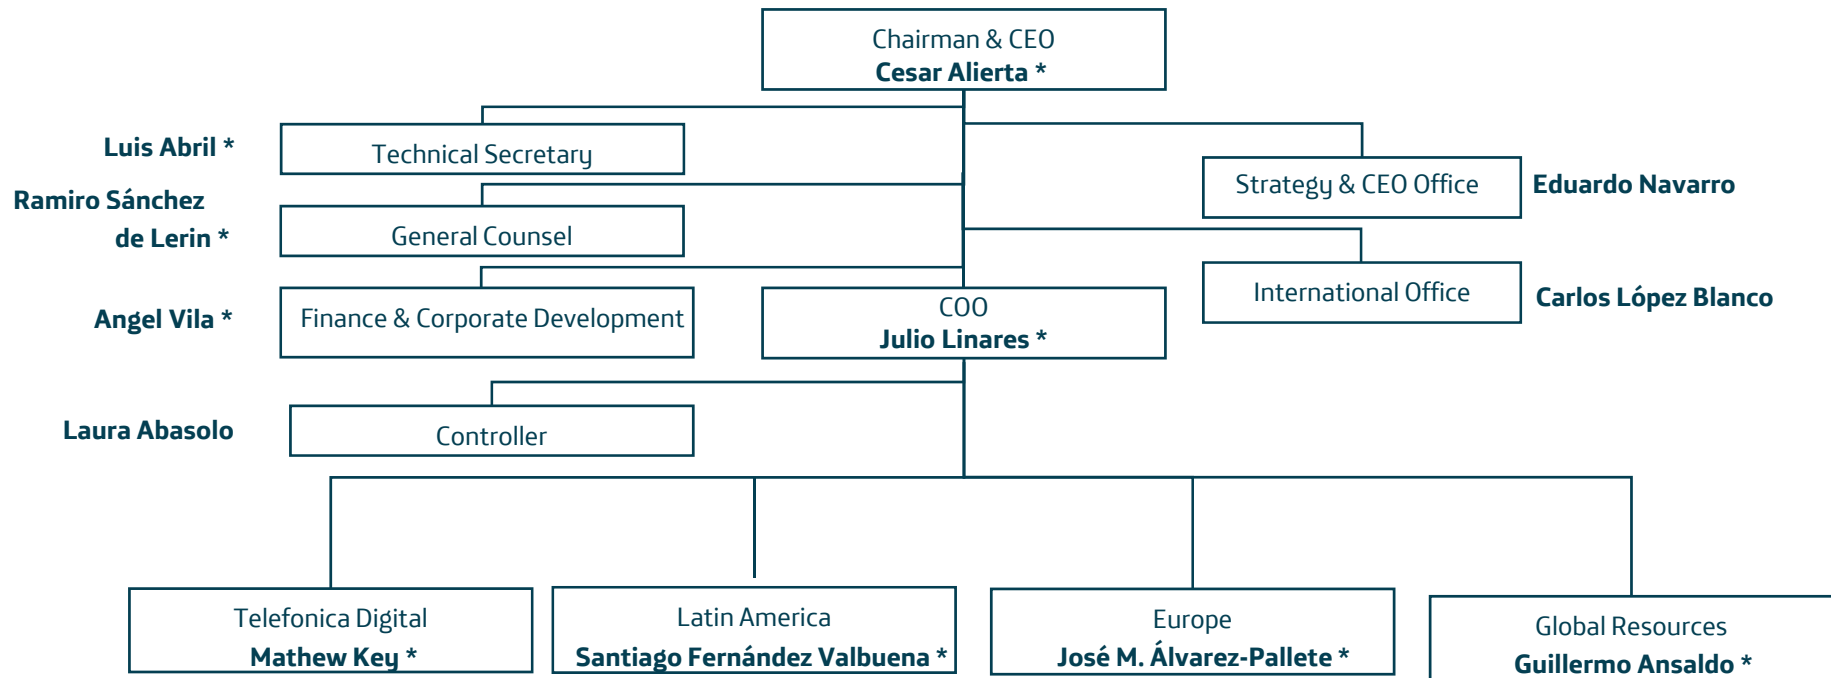 Chairman & CEO
Cesar Alierta *
Luis Abril *
Technical Secretary
Strategy & CEO Office
Eduardo Navarro
Ramiro Sánchez
de Lerin *
General Counsel
International Office
Carlos López Blanco
Angel Vila *
Finance & Corporate Development
COO
Julio Linares *
Laura Abasolo
Controller
Telefonica Digital
Mathew Key *
Latin America
Santiago Fernández Valbuena *
Europe
José M. Álvarez-Pallete *
Global Resources
Guillermo Ansaldo *